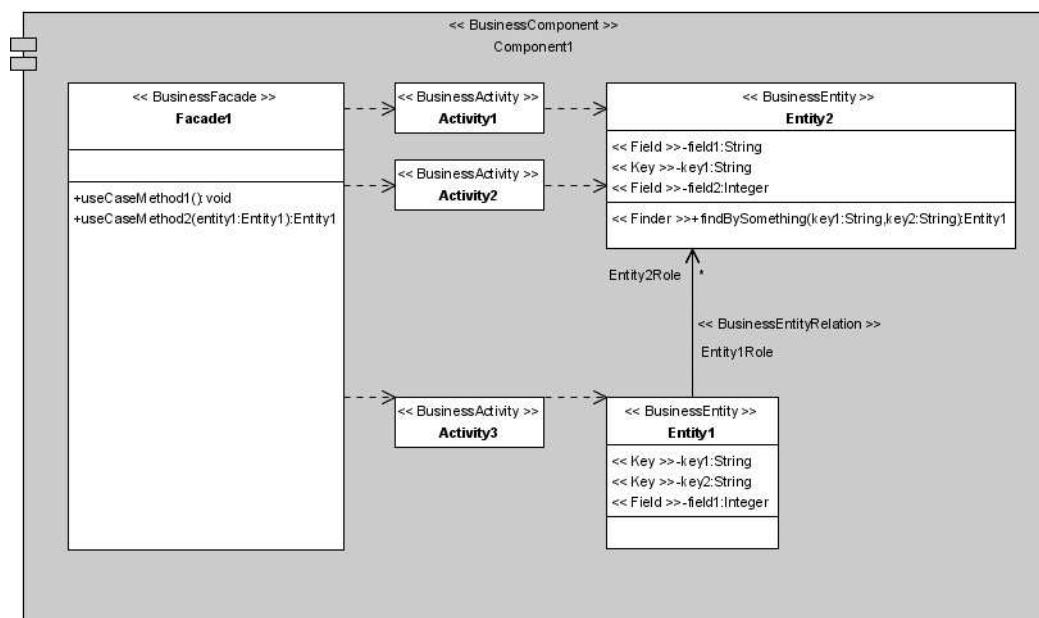 << BusinessComponent >>
Component1
<< BusinessFacade >>
Facade1
+useCaseMethod1():void
+useCaseMethod2(entity1:Entity1):Entity1
<< BusinessActivity >>
Activity1
<< BusinessActivity >>
Activity2
<< BusinessActivity >>
Activity3
<< BusinessEntity >>
Entity2
<< Field >>-field1:String
<< Key >>-key1:String
<< Field >>-field2:Integer
<< Finder >>+findBySomething(key1:String,key2:String):Entity1
Entity2Role *
<< BusinessEntityRelation >>
Entity1Role
<< BusinessEntity >>
Entity1
<< Key >>-key1:String
<< Key >>-key2:String
<< Field >>-field1:Integer